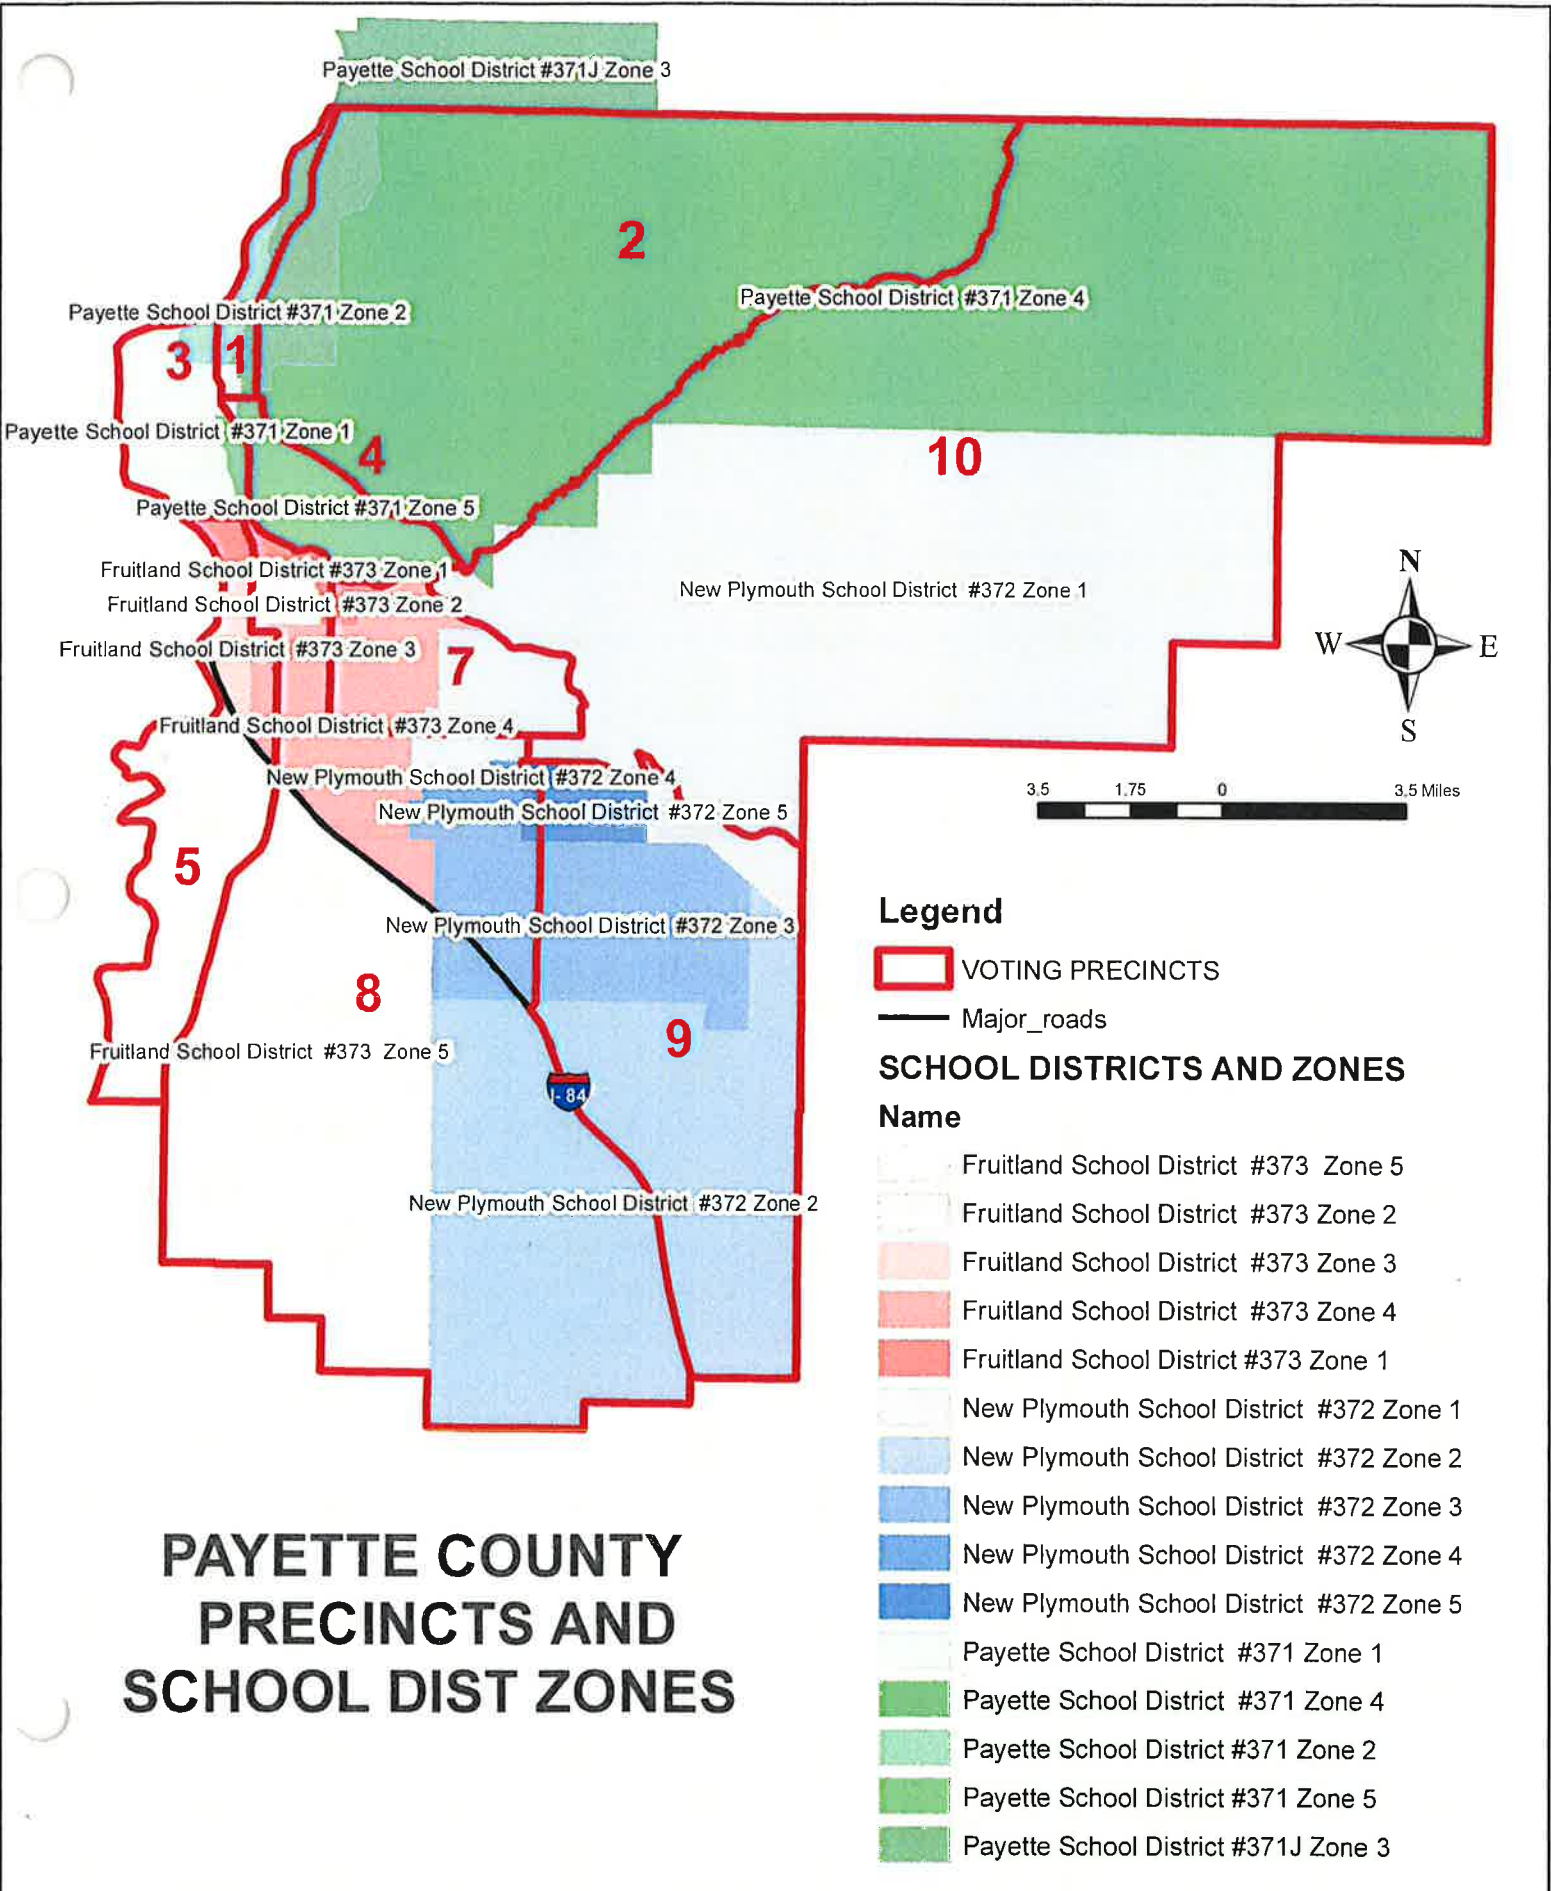 Payette School District #371J Zone 3
2
Payette School District #371 Zone 4
Payette School District #371 Zone 2
3
1
Payette School District #371 Zone 1
4
10
Payette School District #371 Zone 5
Fruitland School District #373 Zone 1
New Plymouth School District #372 Zone 1
Fruitland School District #373 Zone 2
Fruitland School District #373 Zone 3
7
Fruitland School District #373 Zone 4
New Plymouth School District #372 Zone 4
New Plymouth School District #372 Zone 5
5
New Plymouth School District #372 Zone 3
8
9
Fruitland School District #373 Zone 5
I-84
New Plymouth School District #372 Zone 2
N
W
E
S
3.5 1.75 0 3.5 Miles
Legend
VOTING PRECINCTS
Major_roads
SCHOOL DISTRICTS AND ZONES
Name
Fruitland School District #373 Zone 5
Fruitland School District #373 Zone 2
Fruitland School District #373 Zone 3
Fruitland School District #373 Zone 4
Fruitland School District #373 Zone 1
New Plymouth School District #372 Zone 1
New Plymouth School District #372 Zone 2
New Plymouth School District #372 Zone 3
New Plymouth School District #372 Zone 4
New Plymouth School District #372 Zone 5
Payette School District #371 Zone 1
Payette School District #371 Zone 4
Payette School District #371 Zone 2
Payette School District #371 Zone 5
Payette School District #371J Zone 3
PAYETTE COUNTY
PRECINCTS AND
SCHOOL DIST ZONES